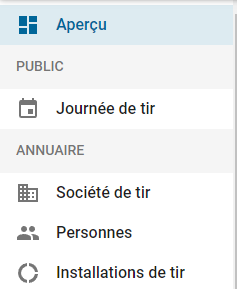 Aperçu
PUBLIC
Journée de tir
ANNUAIRE
Société de tir
Personnes
Installations de tir